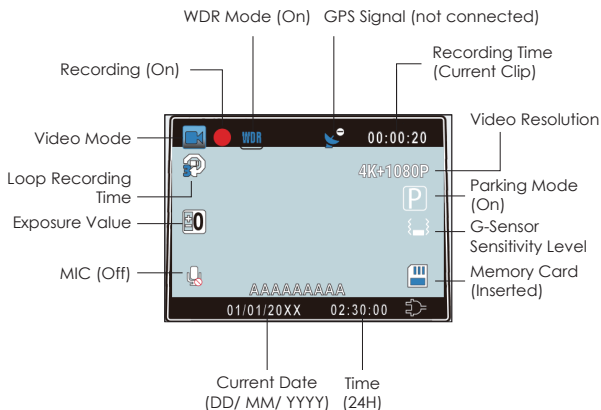 WDR Mode (On) GPS Signal (not connected)
Recording (On)
Recording Time
(Current Clip)
Video Mode
WDR
00:00:20
Video Resolution
Loop Recording
Time
4K+1080P
P
Parking Mode
(On)
Exposure Value
0
G-Sensor
Sensitivity Level
MIC (Off)
Memory Card
(Inserted)
AAAAAAAAA
01/01/20XX 02:30:00
Current Date
(DD/ MM/ YYYY)
Time
(24H)